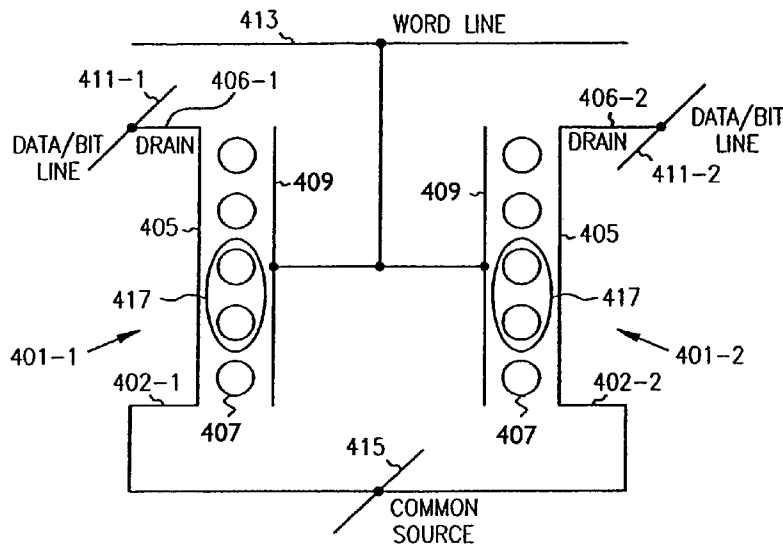 413
WORD LINE
411-1
406-1
406-2
DATA/BIT
LINE
DRAIN
DRAIN
DATA/BIT
LINE
411-2
409
409
405
405
417
417
401-1
401-2
402-1
402-2
407
407
415
COMMON
SOURCE